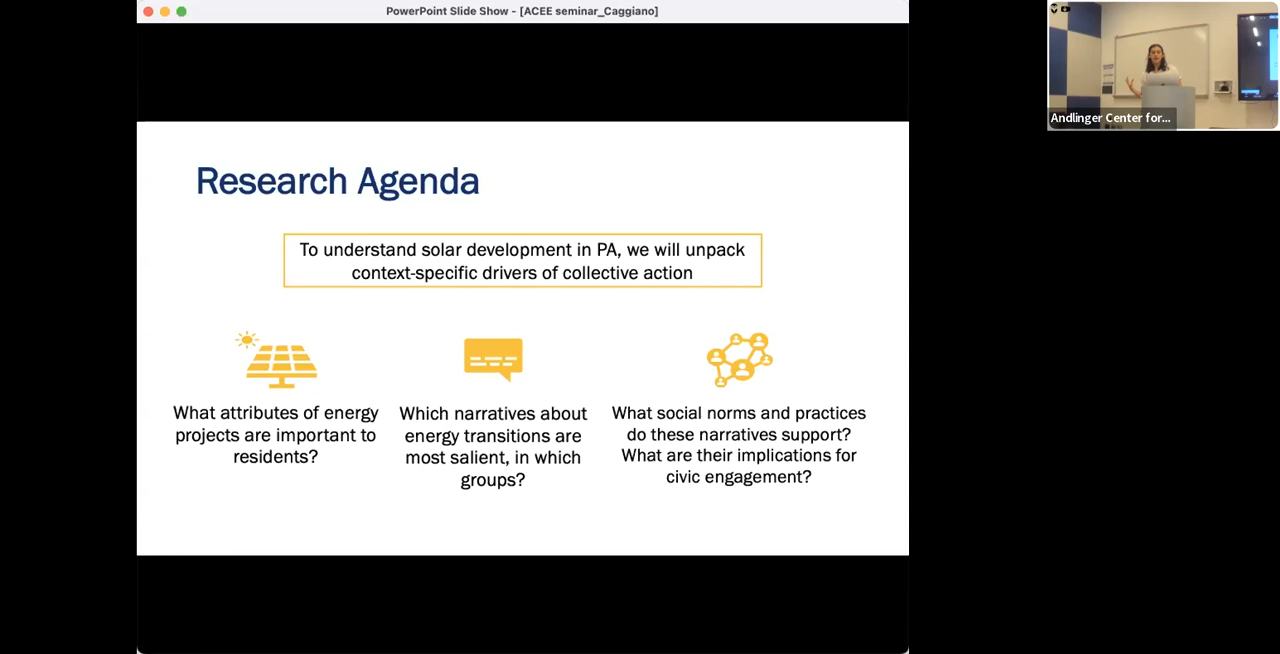 PowerPoint Slide Show - [ACEE seminar_Caggiano]
Research Agenda
To understand solar development in PA, we will unpack
context-specific drivers of collective action
What attributes of energy
projects are important to
residents?
Which narratives about
energy transitions are
most salient, in which
groups?
What social norms and practices
do these narratives support?
What are their implications for
civic engagement?
Andlinger Center for...